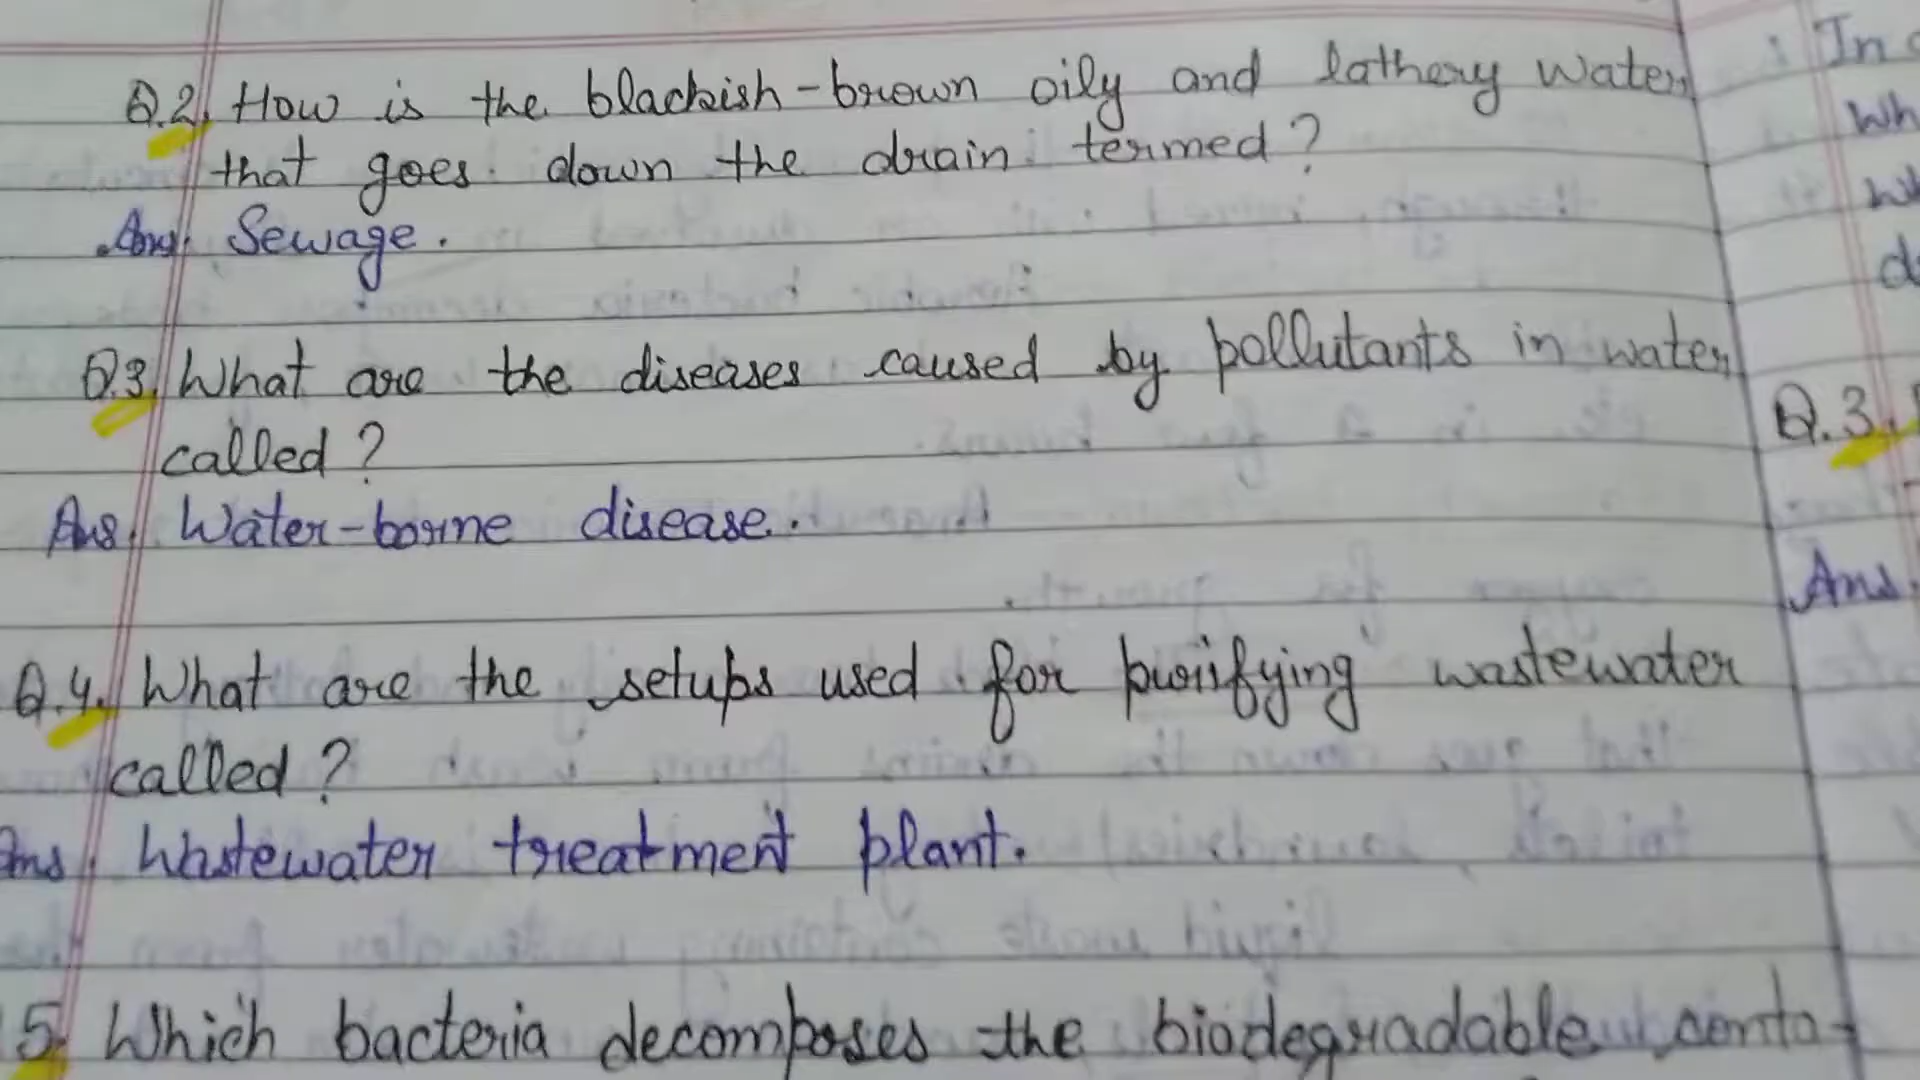 Q.2. How is the blackish-brown oily and lathery water
that goes down the drain termed?
Ans. Sewage.
Q.3. What are the diseases caused by pollutants in water
called?
Ans. Water-borne disease.
Q.4. What are the setups used for purifying wastewater
called?
Ans. Wastewater treatment plant.
5. Which bacteria decomposes the biodegradable conta-
In
Wh
d
Q.3.
Ans.